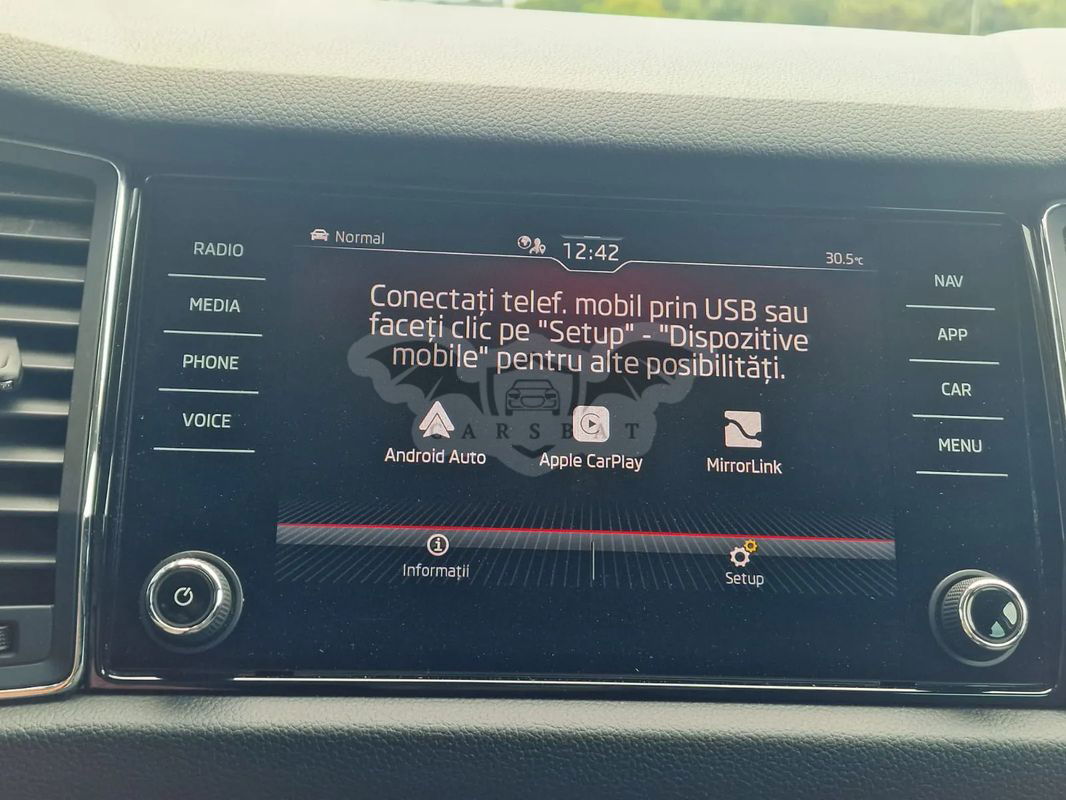 Normal
12:42
30.5°C
RADIO
MEDIA
PHONE
VOICE
Conectați telef. mobil prin USB sau
faceți clic pe "Setup" - "Dispozitive
mobile" pentru alte posibilități.
CARSBAT
Android Auto
Apple CarPlay
MirrorLink
Informații
Setup
NAV
APP
CAR
MENU